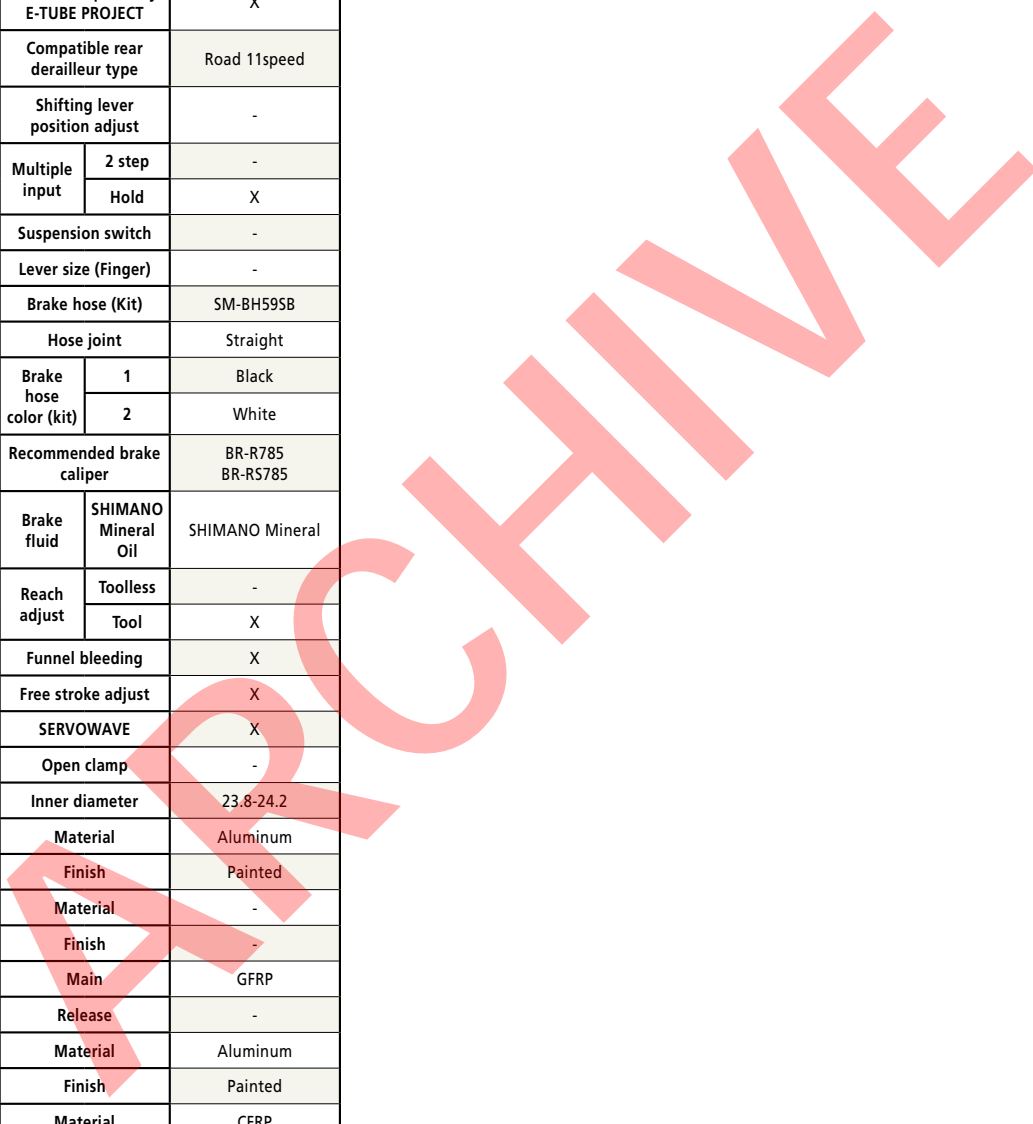 E-TUBE PROJECT X
Compatible rear
derailleur type Road 11speed
Shifting lever
position adjust -
Multiple
input 2 step -
Hold X
Suspension switch -
Lever size (Finger) -
Brake hose (Kit) SM-BH59SB
Hose joint Straight
Brake
hose
color (kit) 1 Black
2 White
Recommended brake
caliper BR-R785
BR-RS785
Brake
fluid SHIMANO
Mineral
Oil SHIMANO Mineral
Reach
adjust Toolless -
Tool X
Funnel bleeding X
Free stroke adjust X
SERVOWAVE X
Open clamp -
Inner diameter 23.8-24.2
Material Aluminum
Finish Painted
Material -
Finish -
Main GFRP
Release -
Material Aluminum
Finish Painted
Material
ARCHIVE